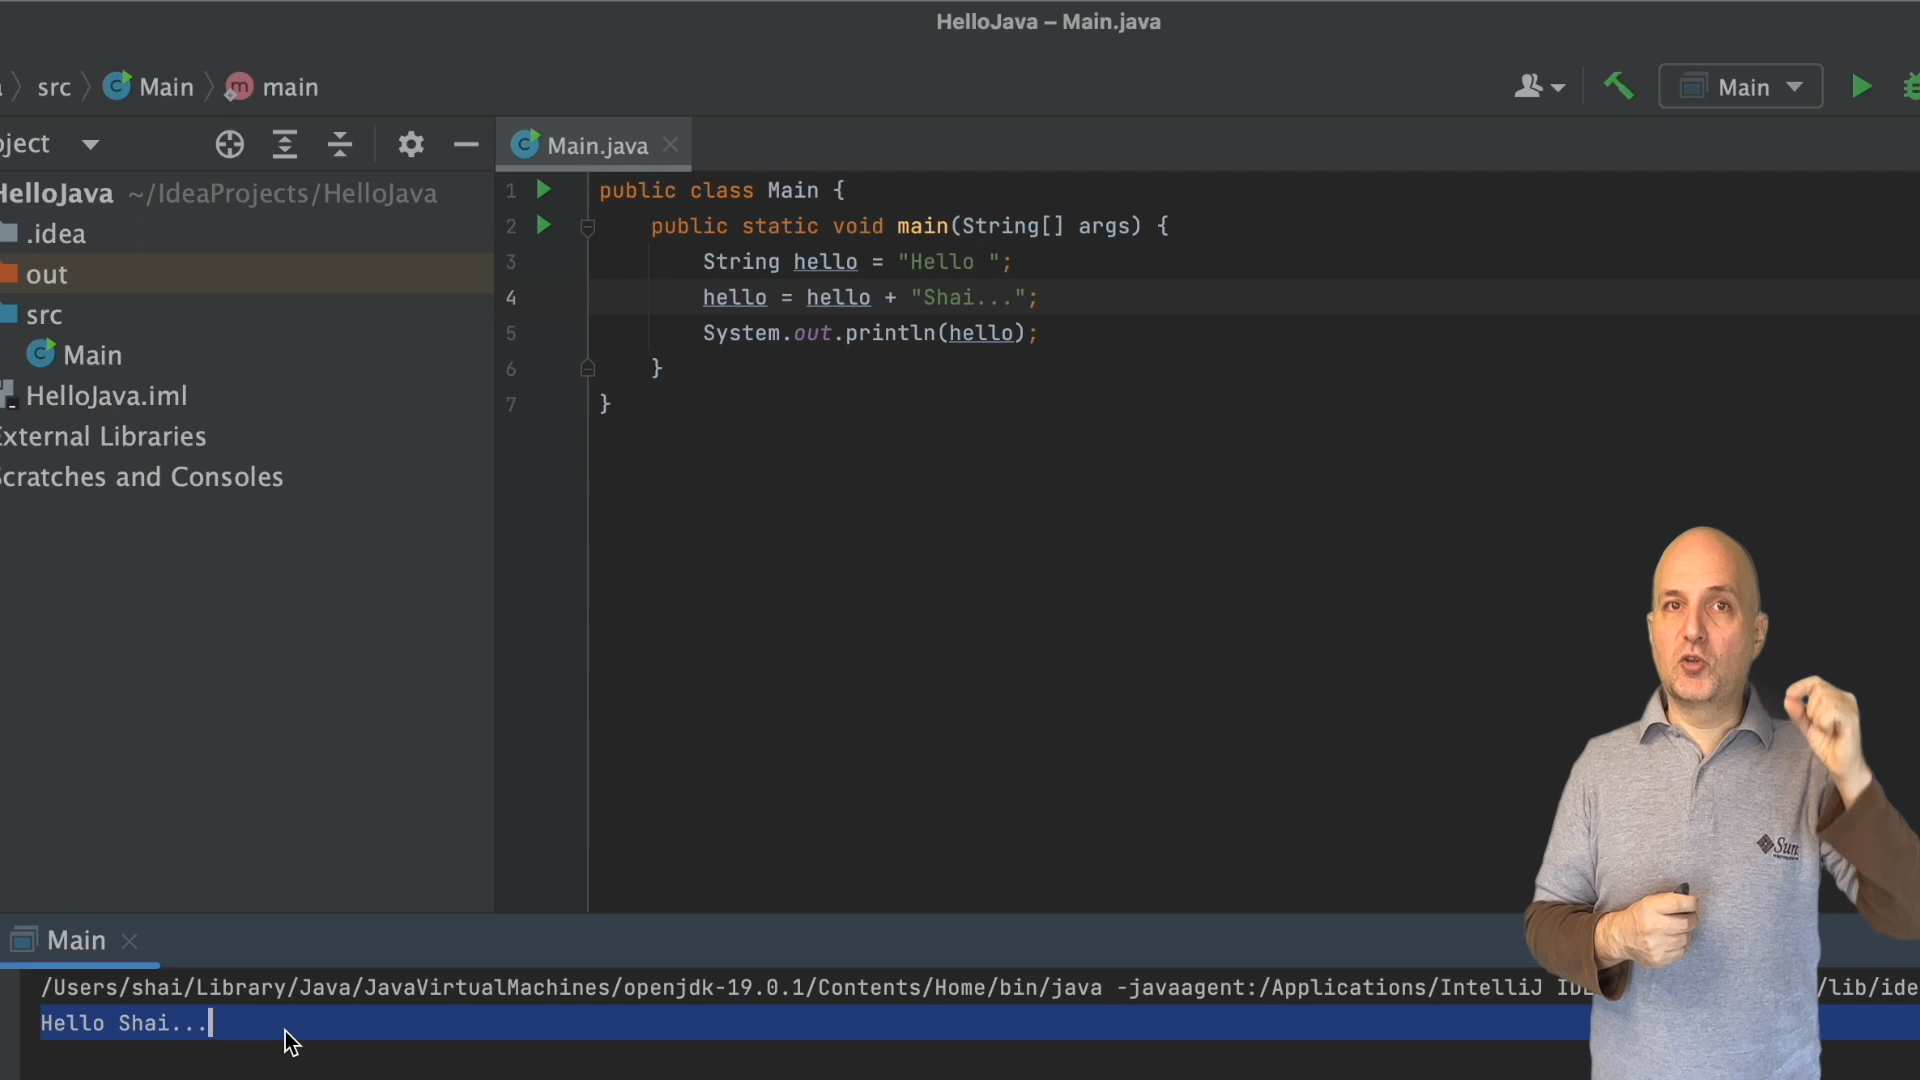 HelloJava – Main.java
src Main main
Main
ject
Main.java
HelloJava ~/IdeaProjects/HelloJava
.idea
out
src
Main
HelloJava.iml
External Libraries
Scratches and Consoles
1 public class Main {
2 public static void main(String[] args) {
3 String hello = "Hello ";
4 hello = hello + "Shai...";
5 System.out.println(hello);
6 }
7 }
Sun
Main
/Users/shai/Library/Java/JavaVirtualMachines/openjdk-19.0.1/Contents/Home/bin/java -javaagent:/Applications/IntelliJ /lib/ide
Hello Shai...